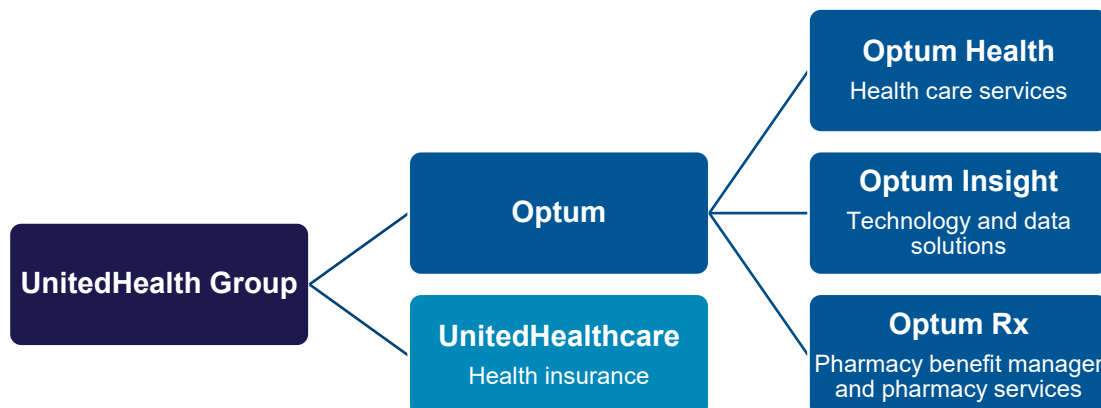 UnitedHealth Group
Optum
UnitedHealthcare
Health insurance
Optum Health
Health care services
Optum Insight
Technology and data
solutions
Optum Rx
Pharmacy benefit manager
and pharmacy services